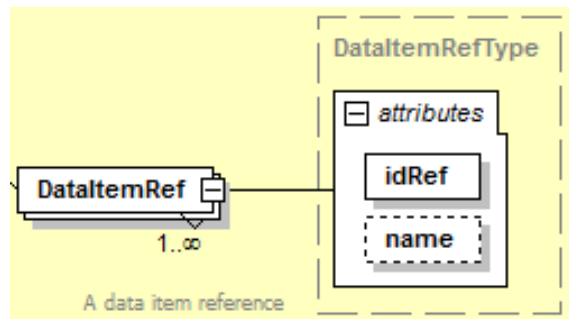 DataItemRefType
attributes
idRef
DataItemRef
name
1..∞
A data item reference